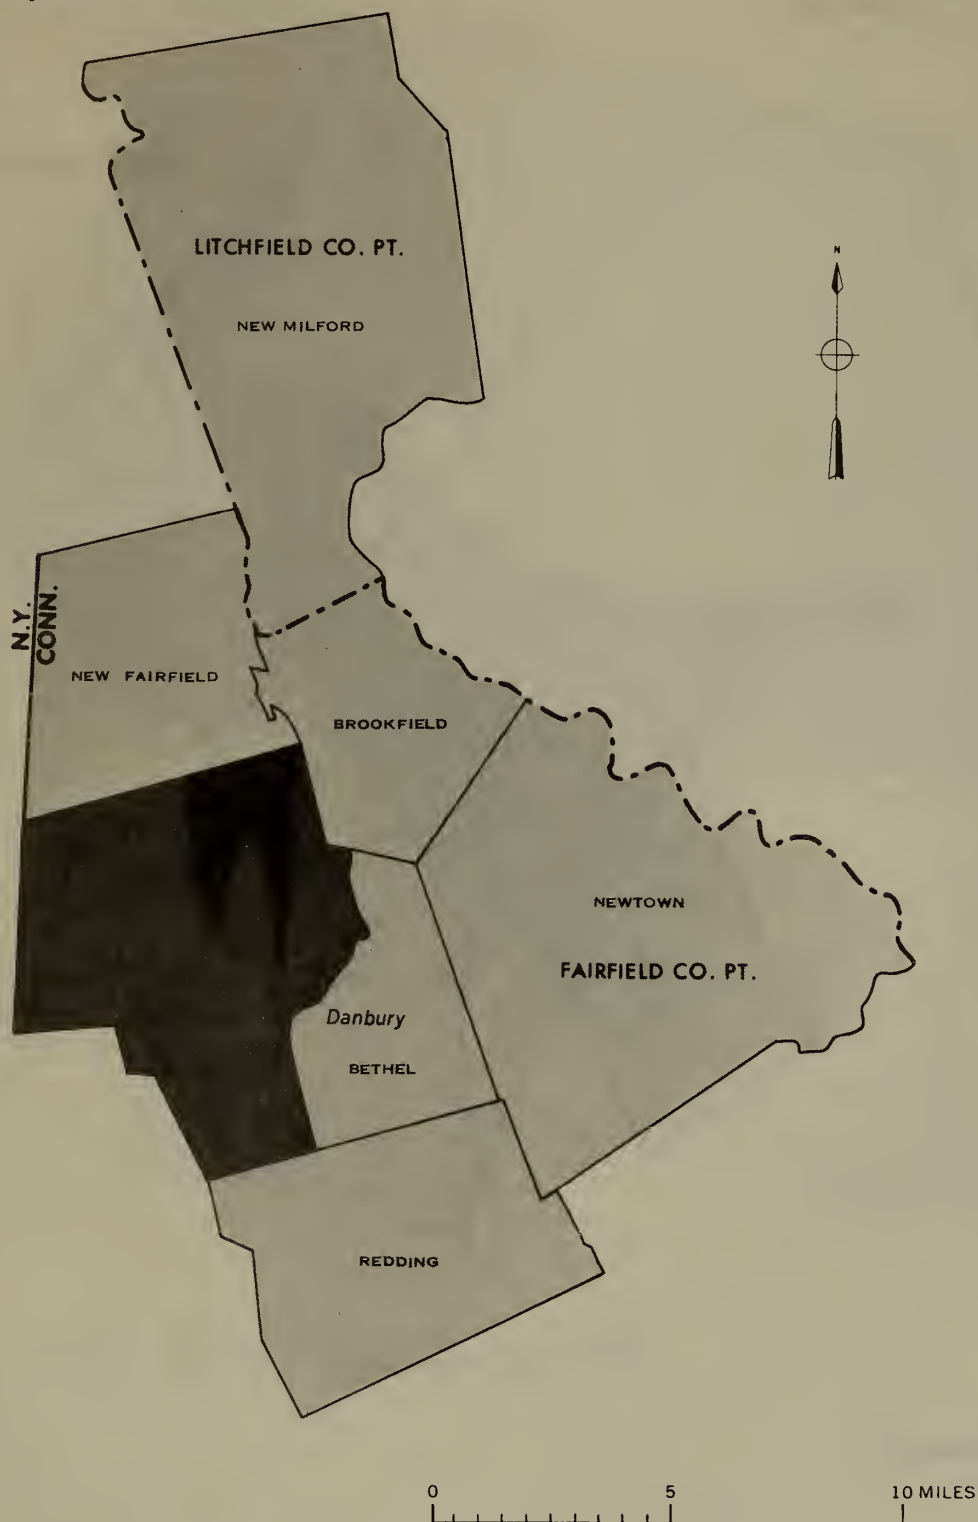 LITCHFIELD CO. PT.
N
NEW MILFORD
N.Y.
CONN.
NEW FAIRFIELD
BROOKFIELD
NEWTOWN
FAIRFIELD CO. PT.
Danbury
BETHEL
REDDING
0 5 10 MILES